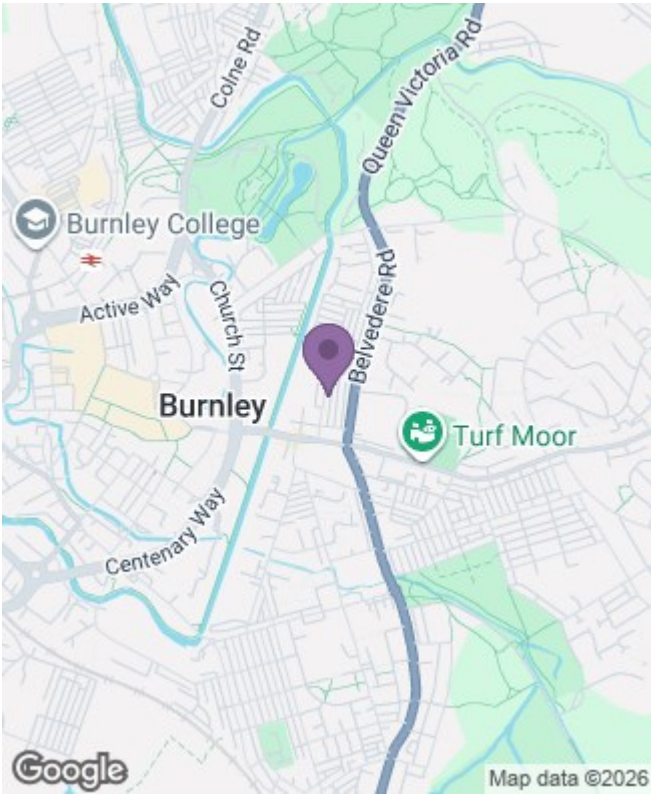 Colne Rd
Queen Victoria Rd
Burnley College
Active Way
Church St
Belvedere Rd
Burnley
Turf Moor
Centenary Way
Google
Map data ©2026